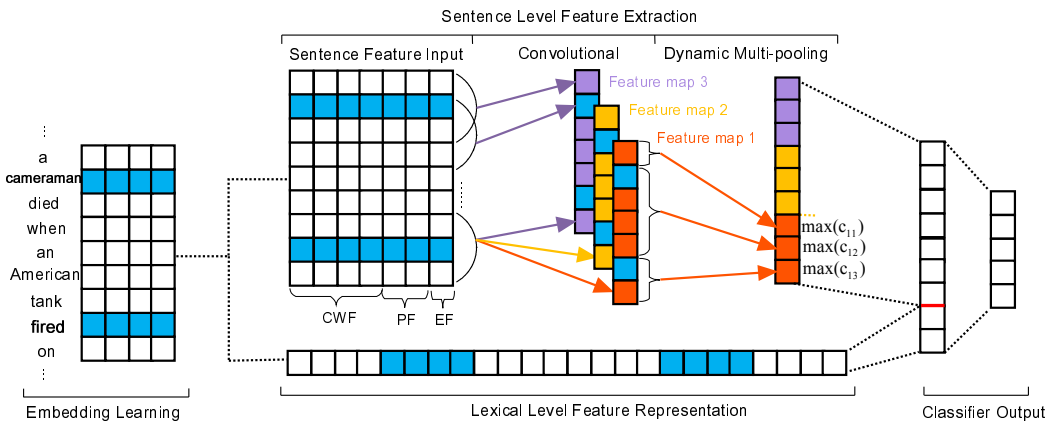 Sentence Level Feature Extraction
Sentence Feature Input
Convolutional
Dynamic Multi-pooling
Feature map 3
Feature map 2
Feature map 1
⋮
a
cameraman
died
when
an
American
tank
fired
on
⋮
max(c₁₁)
max(c₁₂)
max(c₁₃)
CWF
PF
EF
Embedding Learning
Lexical Level Feature Representation
Classifier Output